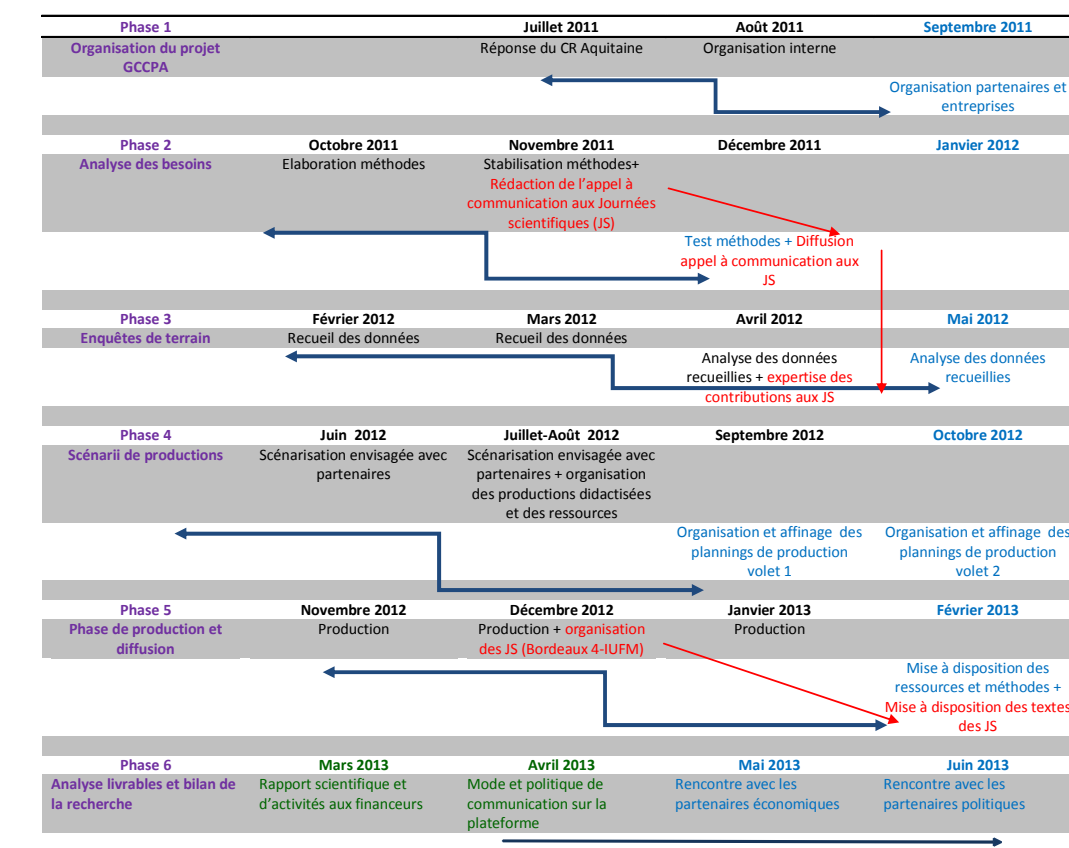 Phase 1 Juillet 2011 Août 2011 Septembre 2011
Organisation du projet Réponse du CR Aquitaine Organisation interne
GCCPA
Organisation partenaires et
entreprises
Phase 2 Octobre 2011 Novembre 2011 Décembre 2011 Janvier 2012
Analyse des besoins Elaboration méthodes Stabilisation méthodes+
Rédaction de l'appel à
communication aux Journées
scientifiques (JS)
Test méthodes + Diffusion
appel à communication aux
JS
Phase 3 Février 2012 Mars 2012 Avril 2012 Mai 2012
Enquêtes de terrain Recueil des données Recueil des données
Analyse des données Analyse des données
recueillies + expertise des recueillies
contributions aux JS
Phase 4 Juin 2012 Juillet-Août 2012 Septembre 2012 Octobre 2012
Scénarii de productions Scénarisation envisagée avec Scénarisation envisagée avec
partenaires partenaires + organisation
des productions didactisées
et des ressources
Organisation et affinage des Organisation et affinage des
plannings de production plannings de production
volet 1 volet 2
Phase 5 Novembre 2012 Décembre 2012 Janvier 2013 Février 2013
Phase de production et Production Production + organisation Production
diffusion des JS (Bordeaux 4-IUFM)
Mise à disposition des
ressources et méthodes +
Mise à disposition des textes
des JS
Phase 6 Mars 2013 Avril 2013 Mai 2013 Juin 2013
Analyse livrables et bilan de Rapport scientifique et Mode et politique de Rencontre avec les Rencontre avec les
la recherche d'activités aux financeurs communication sur la partenaires économiques partenaires politiques
plateforme